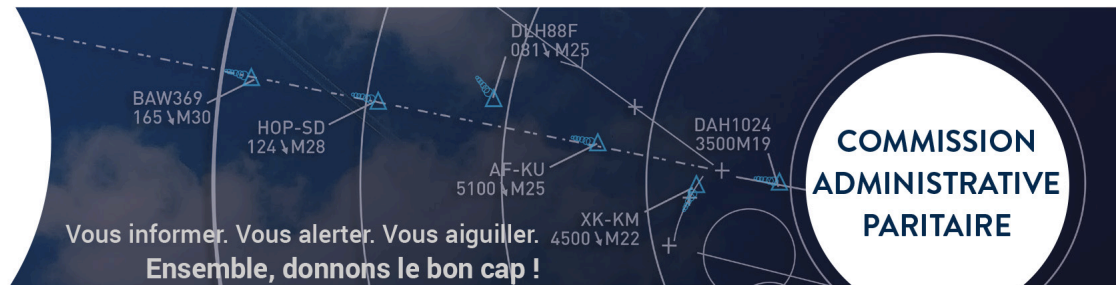 DLH88F
081↘M25
BAW369
165↘M30
HOP-SD
124↘M28
DAH1024
3500M19
AF-KU
5100↘M25
XK-KM
4500↘M22
Vous informer. Vous alerter. Vous aiguiller.
Ensemble, donnons le bon cap !
COMMISSION
ADMINISTRATIVE
PARITAIRE